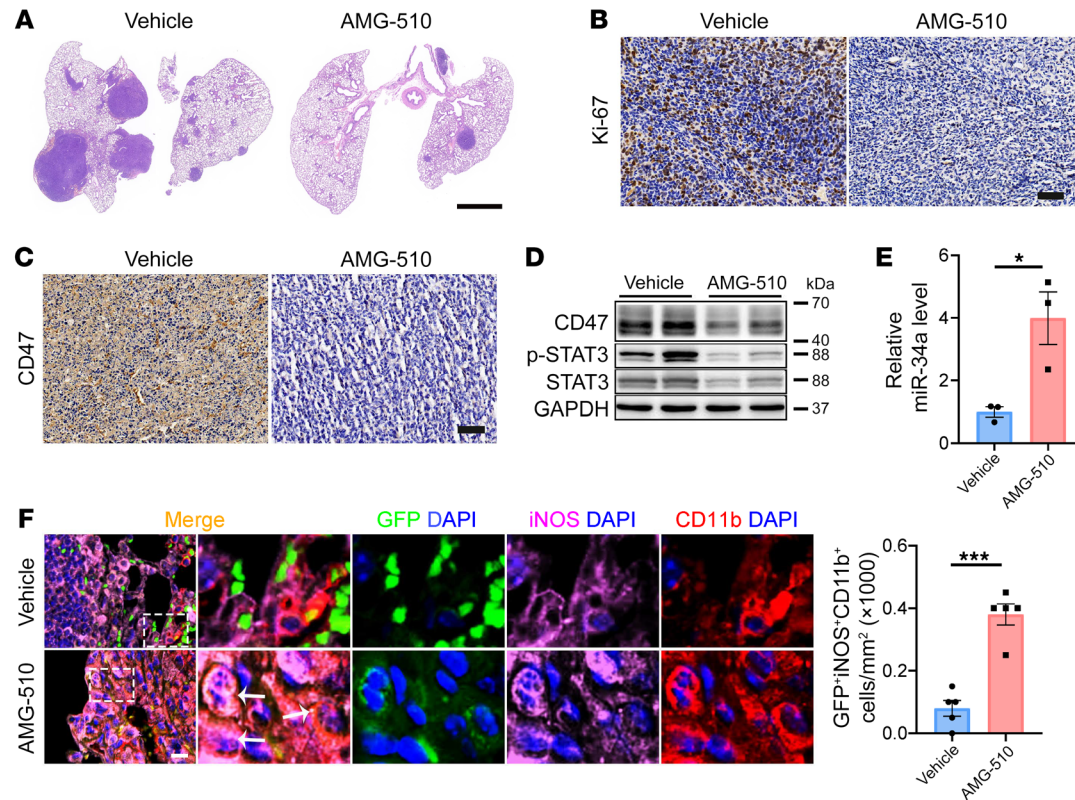 A
Vehicle
AMG-510
B
Vehicle
AMG-510
Ki-67
C
Vehicle
AMG-510
CD47
D
Vehicle
AMG-510
kDa
CD47
70
40
p-STAT3
88
STAT3
88
GAPDH
37
E
Relative
miR-34a level
6
4
2
0
*
Vehicle
AMG-510
F
Merge
GFP DAPI
iNOS DAPI
CD11b DAPI
Vehicle
AMG-510
GFP⁺iNOS⁺CD11b⁺
cells/mm² (×1000)
0.6
0.4
0.2
0.0
***
Vehicle
AMG-510